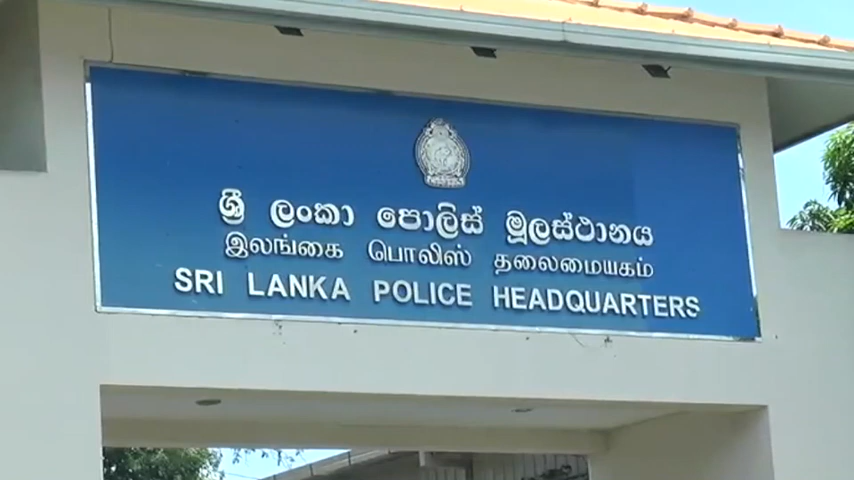 ශ්‍රී ලංකා පොලිස් මූලස්ථානය
இலங்கை பொலிஸ் தலைமையகம்
SRI LANKA POLICE HEADQUARTERS